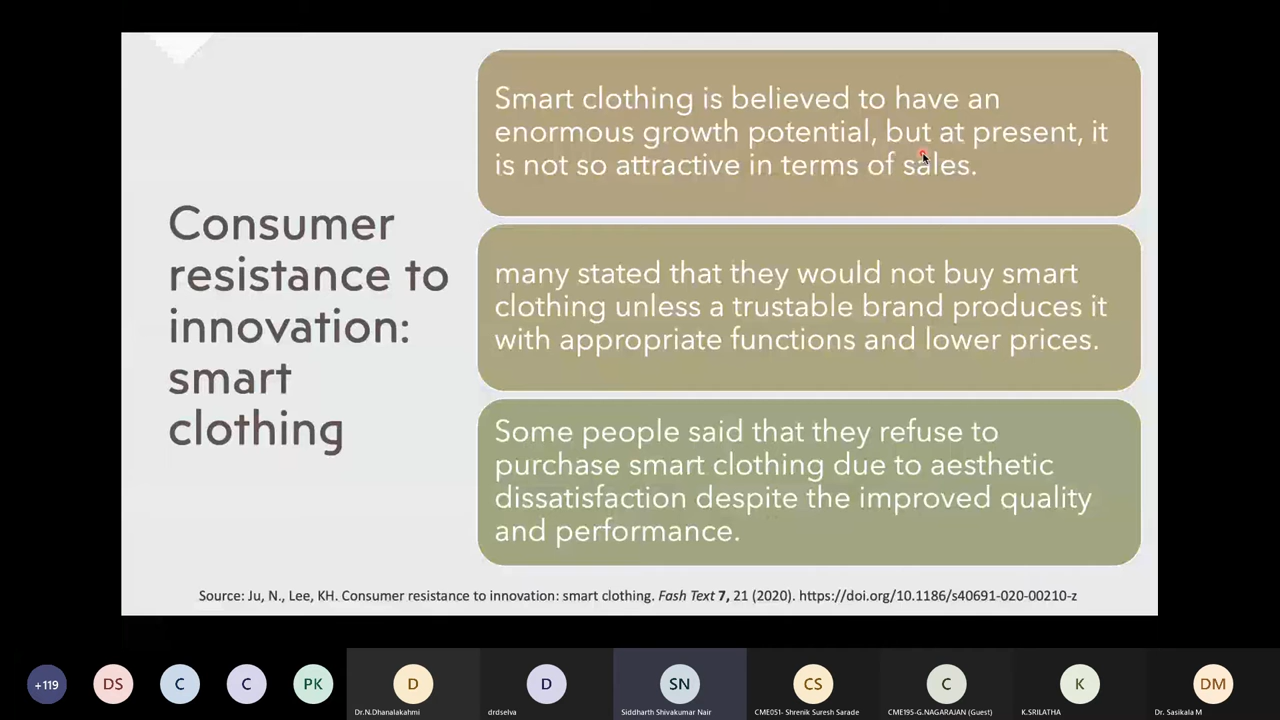 Consumer
resistance to
innovation:
smart
clothing
Smart clothing is believed to have an
enormous growth potential, but at present, it
is not so attractive in terms of sales.
many stated that they would not buy smart
clothing unless a trustable brand produces it
with appropriate functions and lower prices.
Some people said that they refuse to
purchase smart clothing due to aesthetic
dissatisfaction despite the improved quality
and performance.
Source: Ju, N., Lee, KH. Consumer resistance to innovation: smart clothing. Fash Text 7, 21 (2020). https://doi.org/10.1186/s40691-020-00210-z
+119 DS C C PK D D SN CS C K DM
Dr.N.Dhanalakahmi drdselva Siddharth Shivakumar Nair CME051- Shrenik Suresh Sarade CME195-G.NAGARAJAN (Guest) K.SRILATHA Dr. Sasikala M